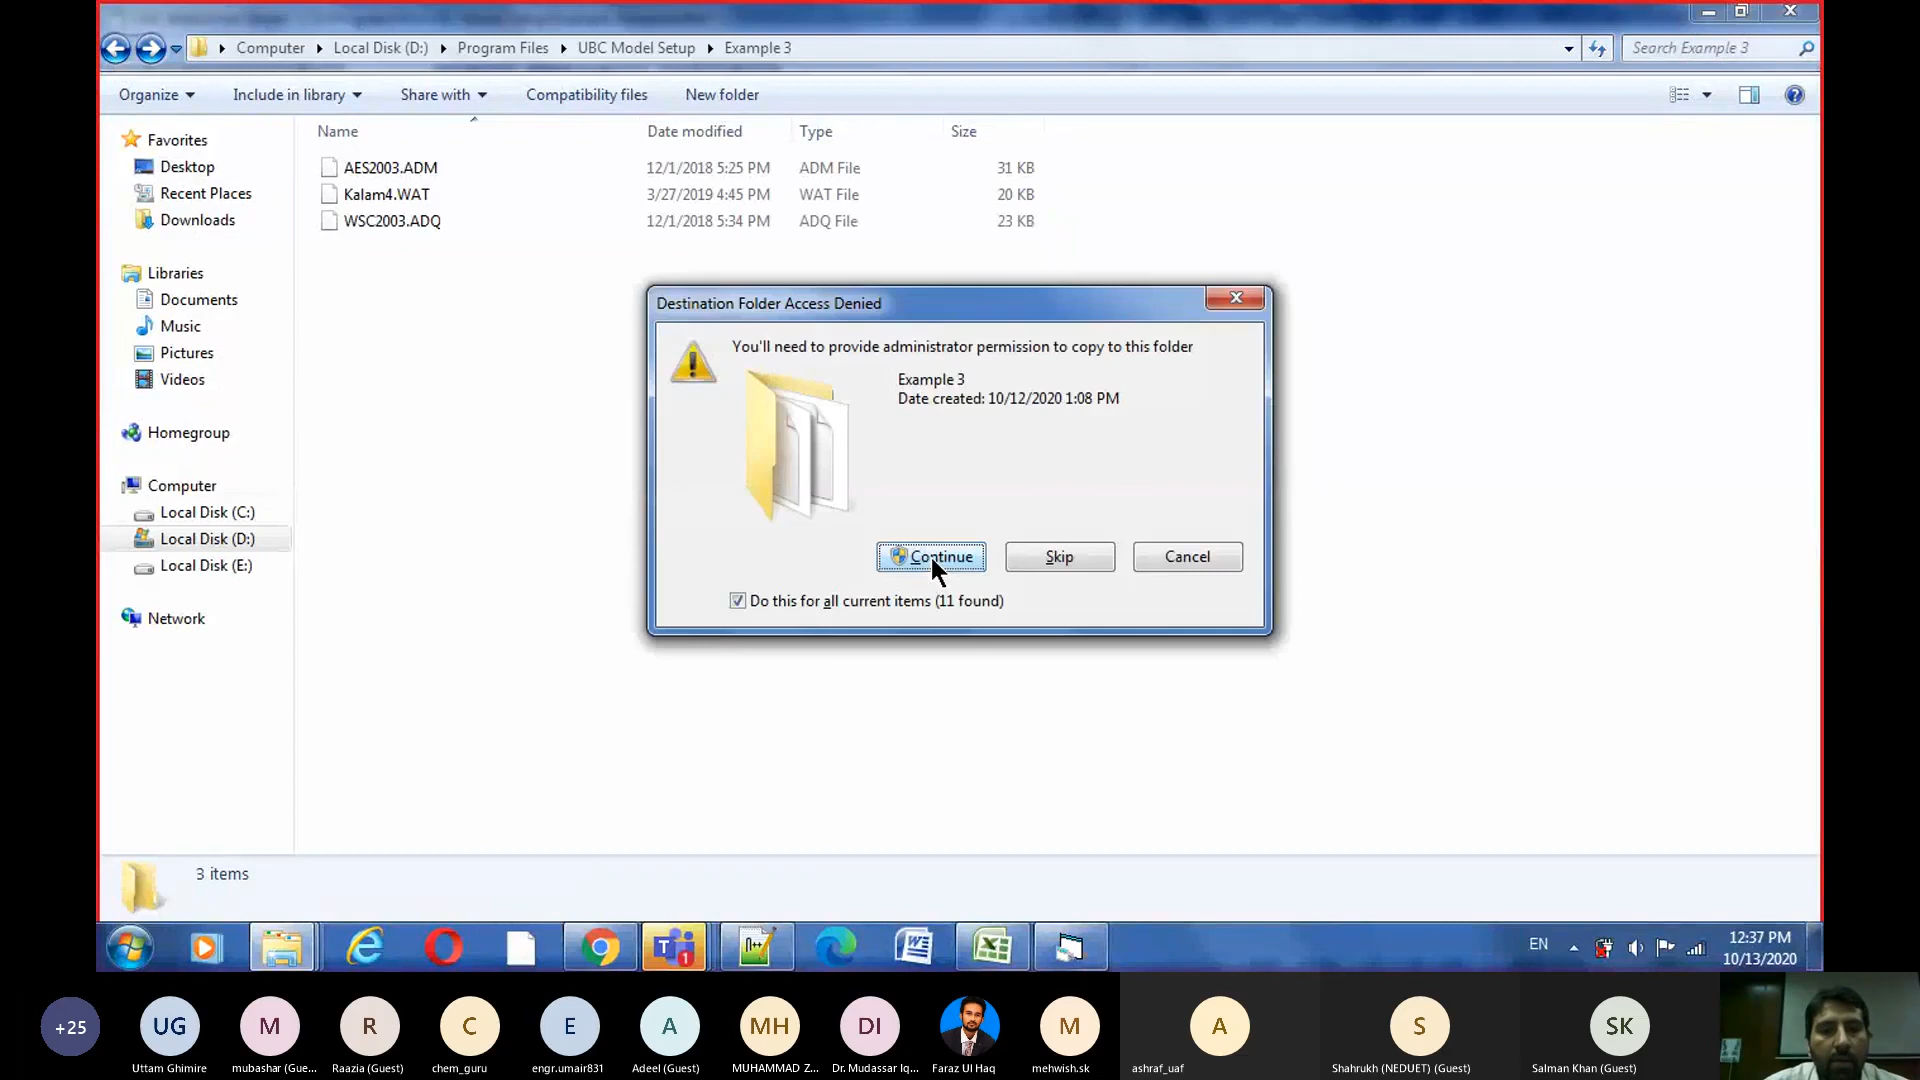 Computer Local Disk (D:) Program Files UBC Model Setup Example 3
Search Example 3
Organize Include in library Share with Compatibility files New folder
Name Date modified Type Size
AES2003.ADM 12/1/2018 5:25 PM ADM File 31 KB
Kalam4.WAT 3/27/2019 4:45 PM WAT File 20 KB
WSC2003.ADQ 12/1/2018 5:34 PM ADQ File 23 KB
Favorites
Desktop
Recent Places
Downloads
Libraries
Documents
Music
Pictures
Videos
Homegroup
Computer
Local Disk (C:)
Local Disk (D:)
Local Disk (E:)
Network
Destination Folder Access Denied
You'll need to provide administrator permission to copy to this folder
Example 3
Date created: 10/12/2020 1:08 PM
Continue Skip Cancel
Do this for all current items (11 found)
3 items
1
n++
EN
12:37 PM
10/13/2020
+25 UG M R C E A MH DI M A S SK
Uttam Ghimire mubashar (Gue... Raazia (Guest) chem_guru engr.umair831 Adeel (Guest) MUHAMMAD Z... Dr. Mudassar Iq... Faraz Ul Haq mehwish.sk ashraf_uaf Shahrukh (NEDUET) (Guest) Salman Khan (Guest)